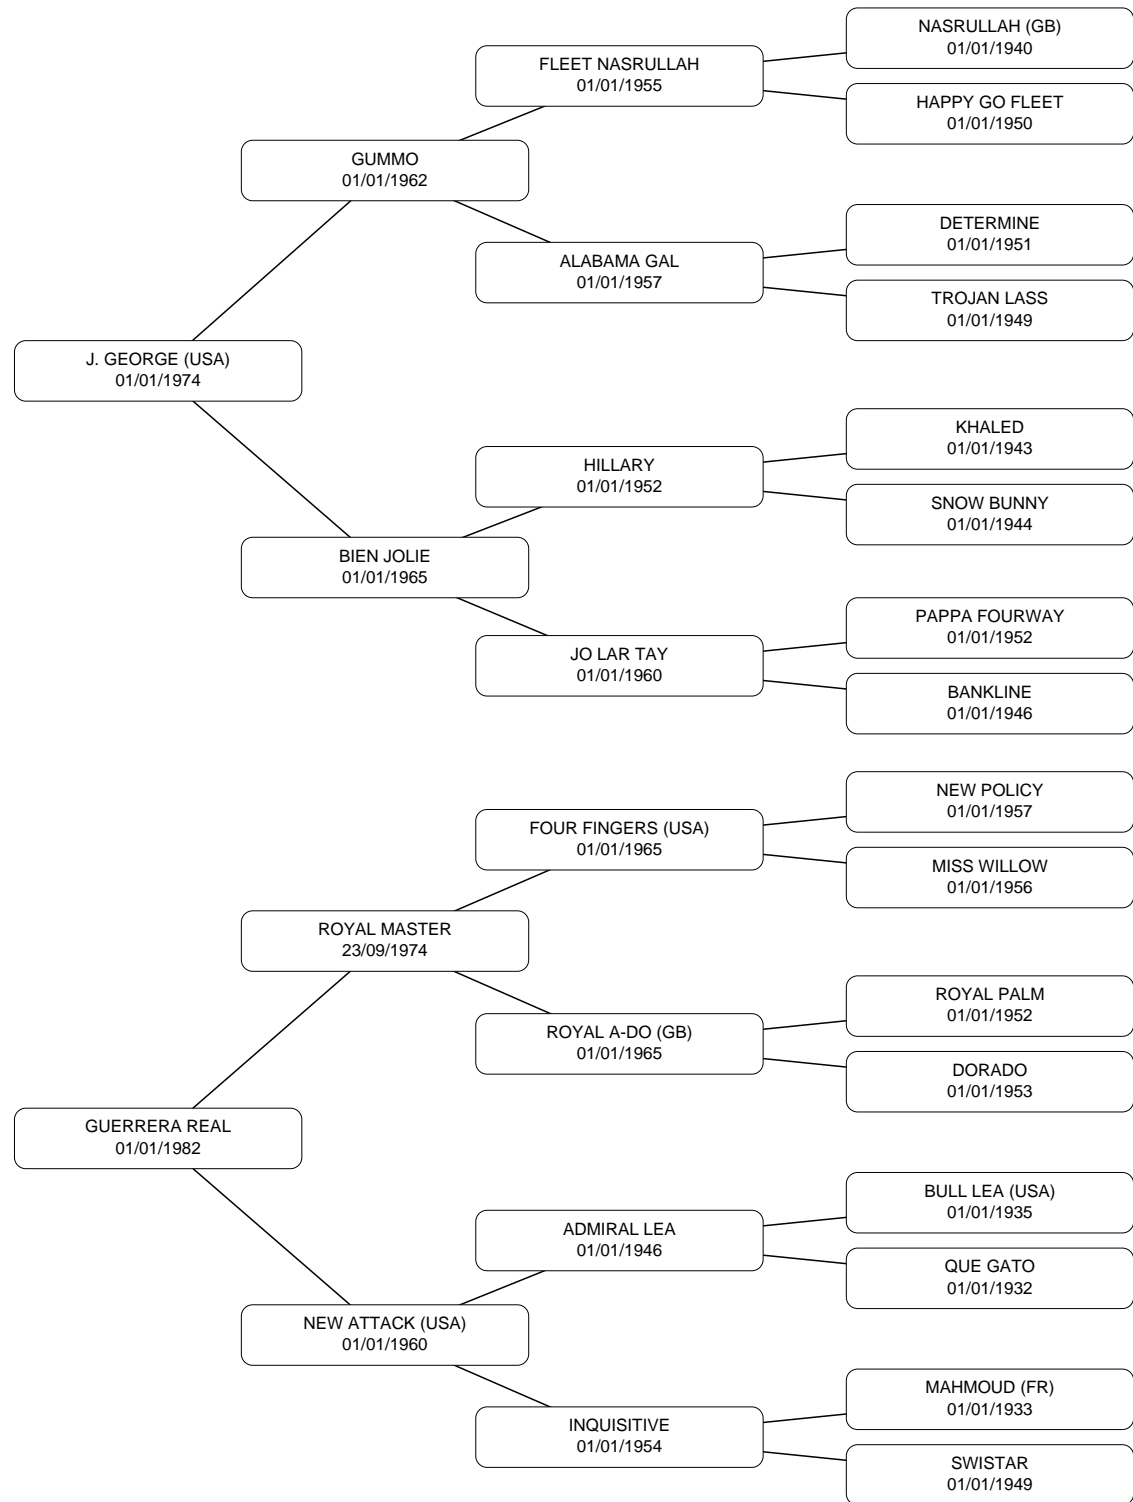 NASRULLAH (GB)
01/01/1940
FLEET NASRULLAH
01/01/1955
HAPPY GO FLEET
01/01/1950
GUMMO
01/01/1962
DETERMINE
01/01/1951
ALABAMA GAL
01/01/1957
TROJAN LASS
01/01/1949
J. GEORGE (USA)
01/01/1974
KHALED
01/01/1943
HILLARY
01/01/1952
SNOW BUNNY
01/01/1944
BIEN JOLIE
01/01/1965
PAPPA FOURWAY
01/01/1952
JO LAR TAY
01/01/1960
BANKLINE
01/01/1946
NEW POLICY
01/01/1957
FOUR FINGERS (USA)
01/01/1965
MISS WILLOW
01/01/1956
ROYAL MASTER
23/09/1974
ROYAL PALM
01/01/1952
ROYAL A-DO (GB)
01/01/1965
DORADO
01/01/1953
GUERRERA REAL
01/01/1982
BULL LEA (USA)
01/01/1935
ADMIRAL LEA
01/01/1946
QUE GATO
01/01/1932
NEW ATTACK (USA)
01/01/1960
MAHMOUD (FR)
01/01/1933
INQUISITIVE
01/01/1954
SWISTAR
01/01/1949